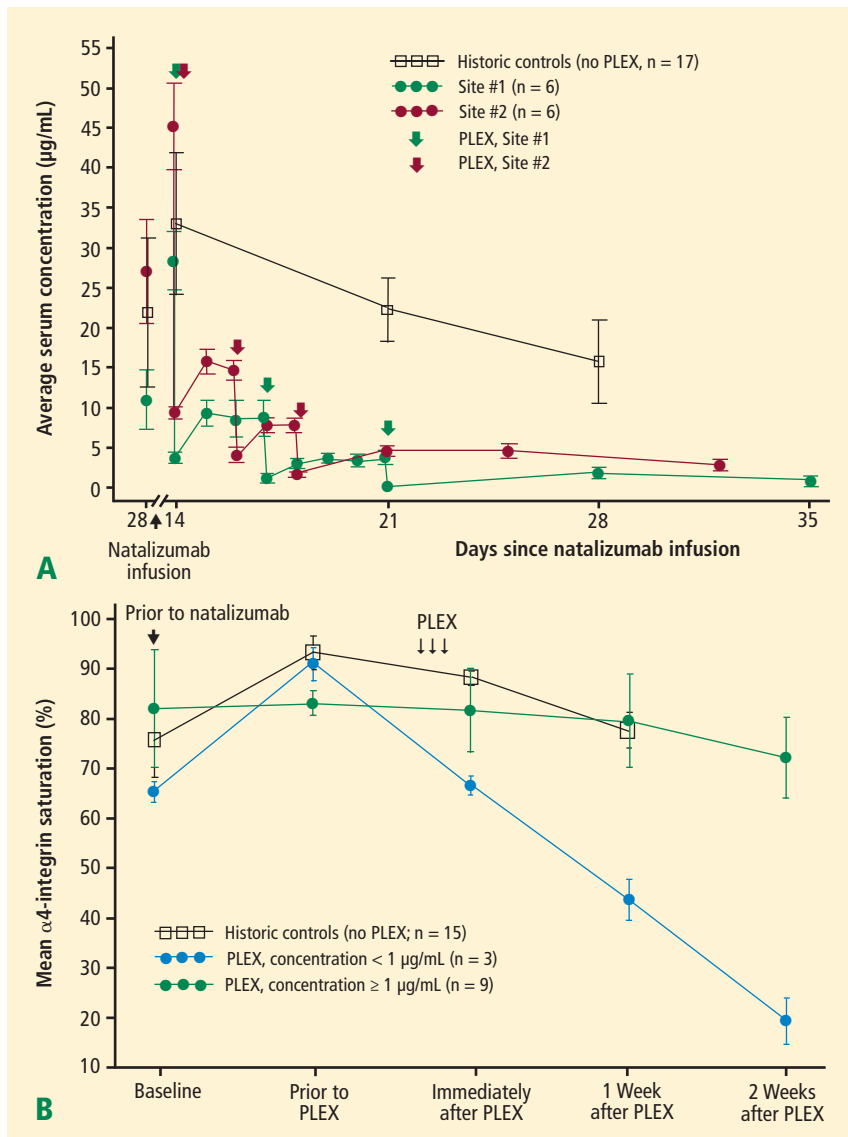 55
50
45
40
35
30
25
20
15
10
5
0
Average serum concentration (μg/mL)
Historic controls (no PLEX, n = 17)
Site #1 (n = 6)
Site #2 (n = 6)
PLEX, Site #1
PLEX, Site #2
28 14 21 28 35
Natalizumab
infusion
Days since natalizumab infusion
A
100
90
80
70
60
50
40
30
20
10
Mean α4-integrin saturation (%)
Prior to natalizumab
PLEX
Historic controls (no PLEX; n = 15)
PLEX, concentration < 1 μg/mL (n = 3)
PLEX, concentration ≥ 1 μg/mL (n = 9)
Baseline
Prior to
PLEX
Immediately
after PLEX
1 Week
after PLEX
2 Weeks
after PLEX
B